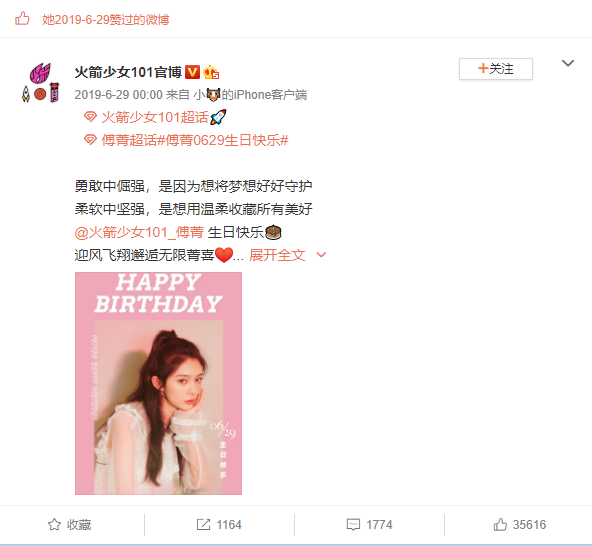 她2019-6-29赞过的微博
火箭少女101官博
+关注
2019-6-29 00:00 来自 小🐱的iPhone客户端
火箭少女101超话🚀
傅菁超话#傅菁0629生日快乐#
勇敢中倔强，是因为想将梦想好好守护
柔软中坚强，是想用温柔收藏所有美好
@火箭少女101_傅菁 生日快乐🎂
迎风飞翔邂逅无限菁喜❤️... 展开全文
HAPPY
BIRTHDAY
06/29
生日快乐
收藏
1164
1774
35616